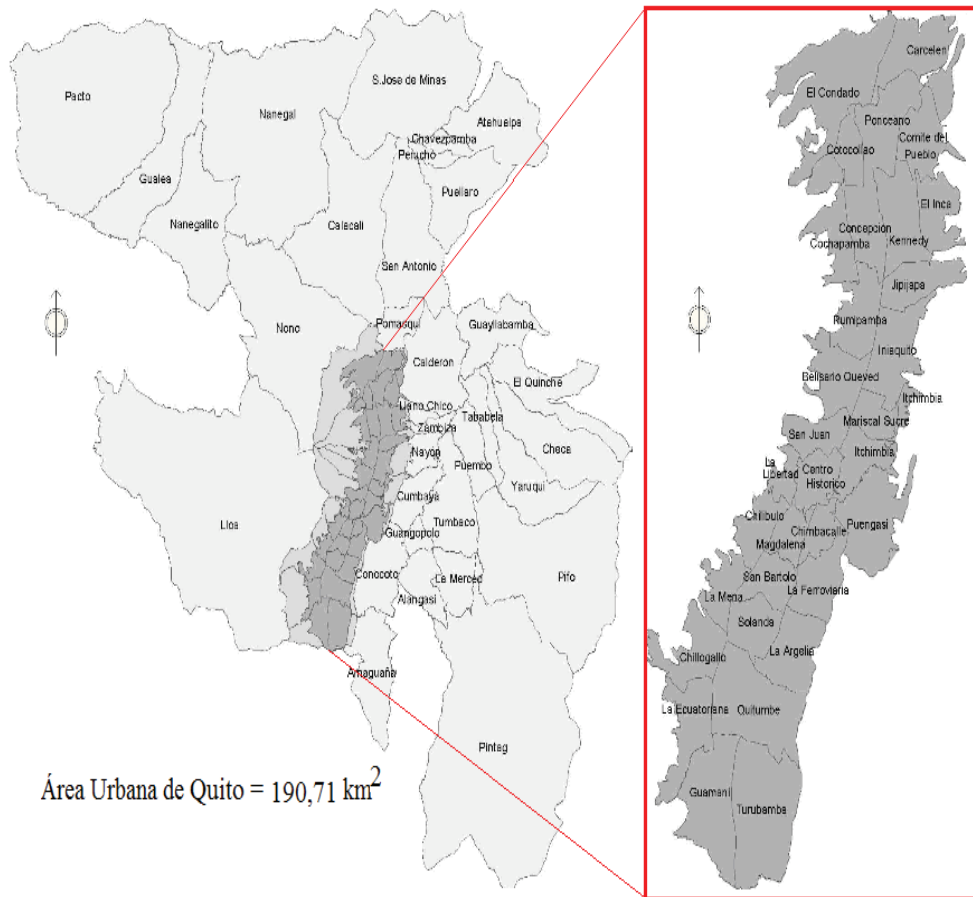 Pacto
Nanegal
S.Jose de Minas
Atahualpa
Chavezpamba
Perucho
Gualea
Puellaro
Nanegalito
Calacali
San Antonio
Nono
Pomasqui
Guayllabamba
Calderon
El Quinche
Llano Chico
Tababela
Zambiza
Checa
Nayon
Puembo
Yaruqui
Cumbaya
Lloa
Tumbaco
Guangopolo
Conocoto
La Merced
Pifo
Alangasi
Amaguaña
Pintag
Área Urbana de Quito = 190,71 km2
Carcelen
El Condado
Ponceano
Comite del
Pueblo
Cotocollao
El Inca
Concepción
Cochapamba
Kennedy
Jipijapa
Rumipamba
Iniaquito
Belisario Queved
Itchimbia
Mariscal Sucre
San Juan
Itchimbia
La
Libertad
Centro
Historico
Chilibulo
Chimbacalle
Puengasi
Magdalena
San Bartolo
La Ferroviaria
La Mena
Solanda
La Argelia
Chillogallo
La Ecuatoriana
Quitumbe
Guamani
Turubamba